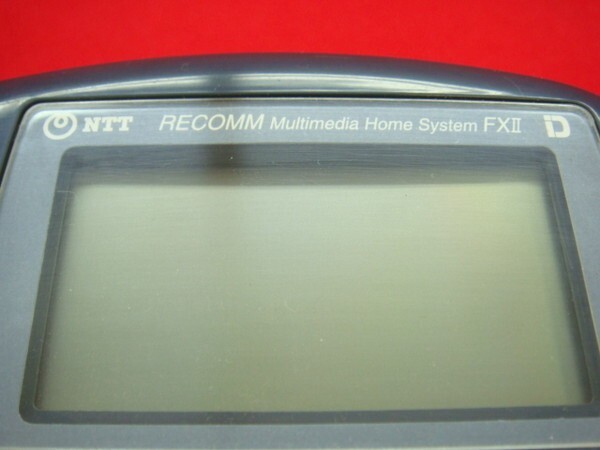 NTT RECOMM Multimedia Home System FXII D